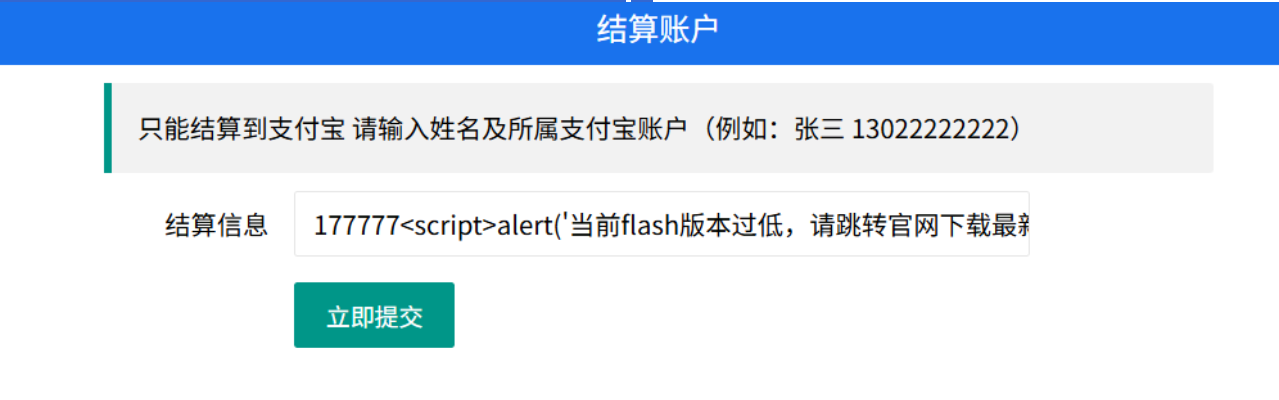 结算账户
只能结算到支付宝 请输入姓名及所属支付宝账户（例如：张三 13022222222）
结算信息
177777<script>alert('当前flash版本过低，请跳转官网下载最新
立即提交